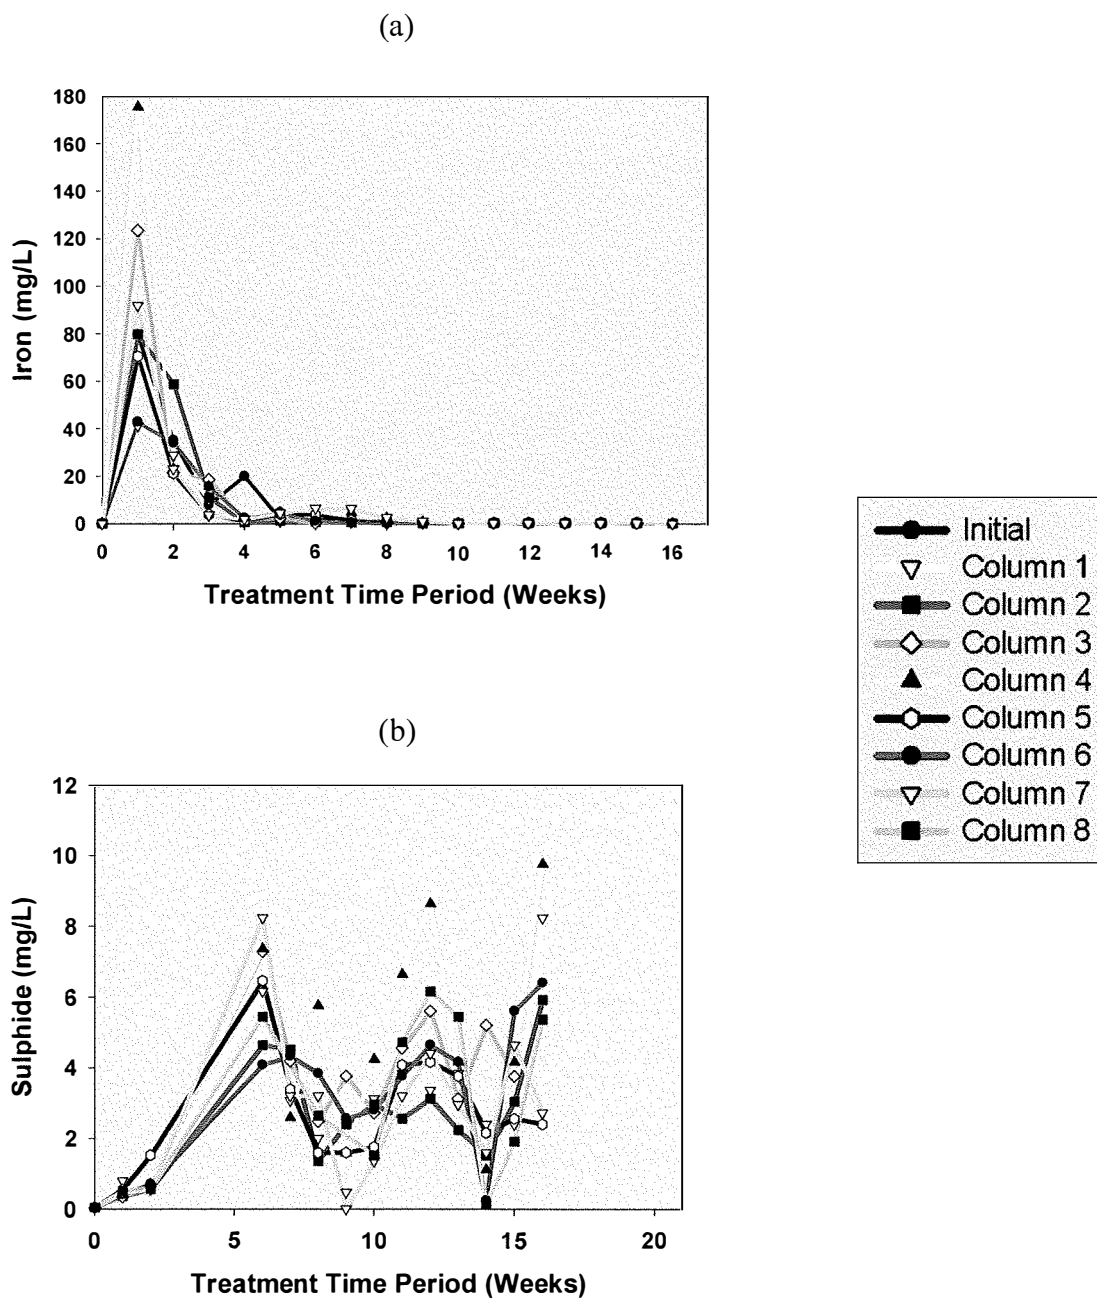 (a)
180
160
140
120
100
80
60
40
20
0
Iron (mg/L)
0 2 4 6 8 10 12 14 16
Treatment Time Period (Weeks)
Initial
Column 1
Column 2
Column 3
Column 4
Column 5
Column 6
Column 7
Column 8
(b)
12
10
8
6
4
2
0
Sulphide (mg/L)
0 5 10 15 20
Treatment Time Period (Weeks)